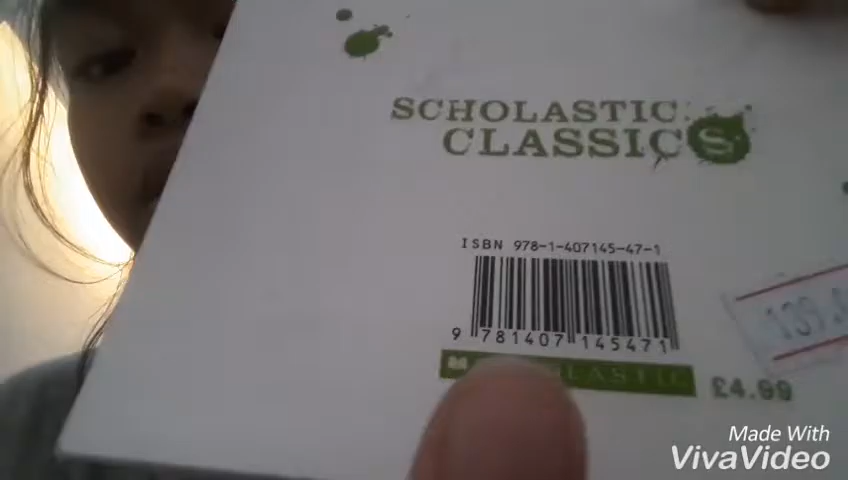 SCHOLASTIC
CLASSICS
ISBN 978-1-407145-47-1
9 781407 145471
£4.99
Made With
VivaVideo